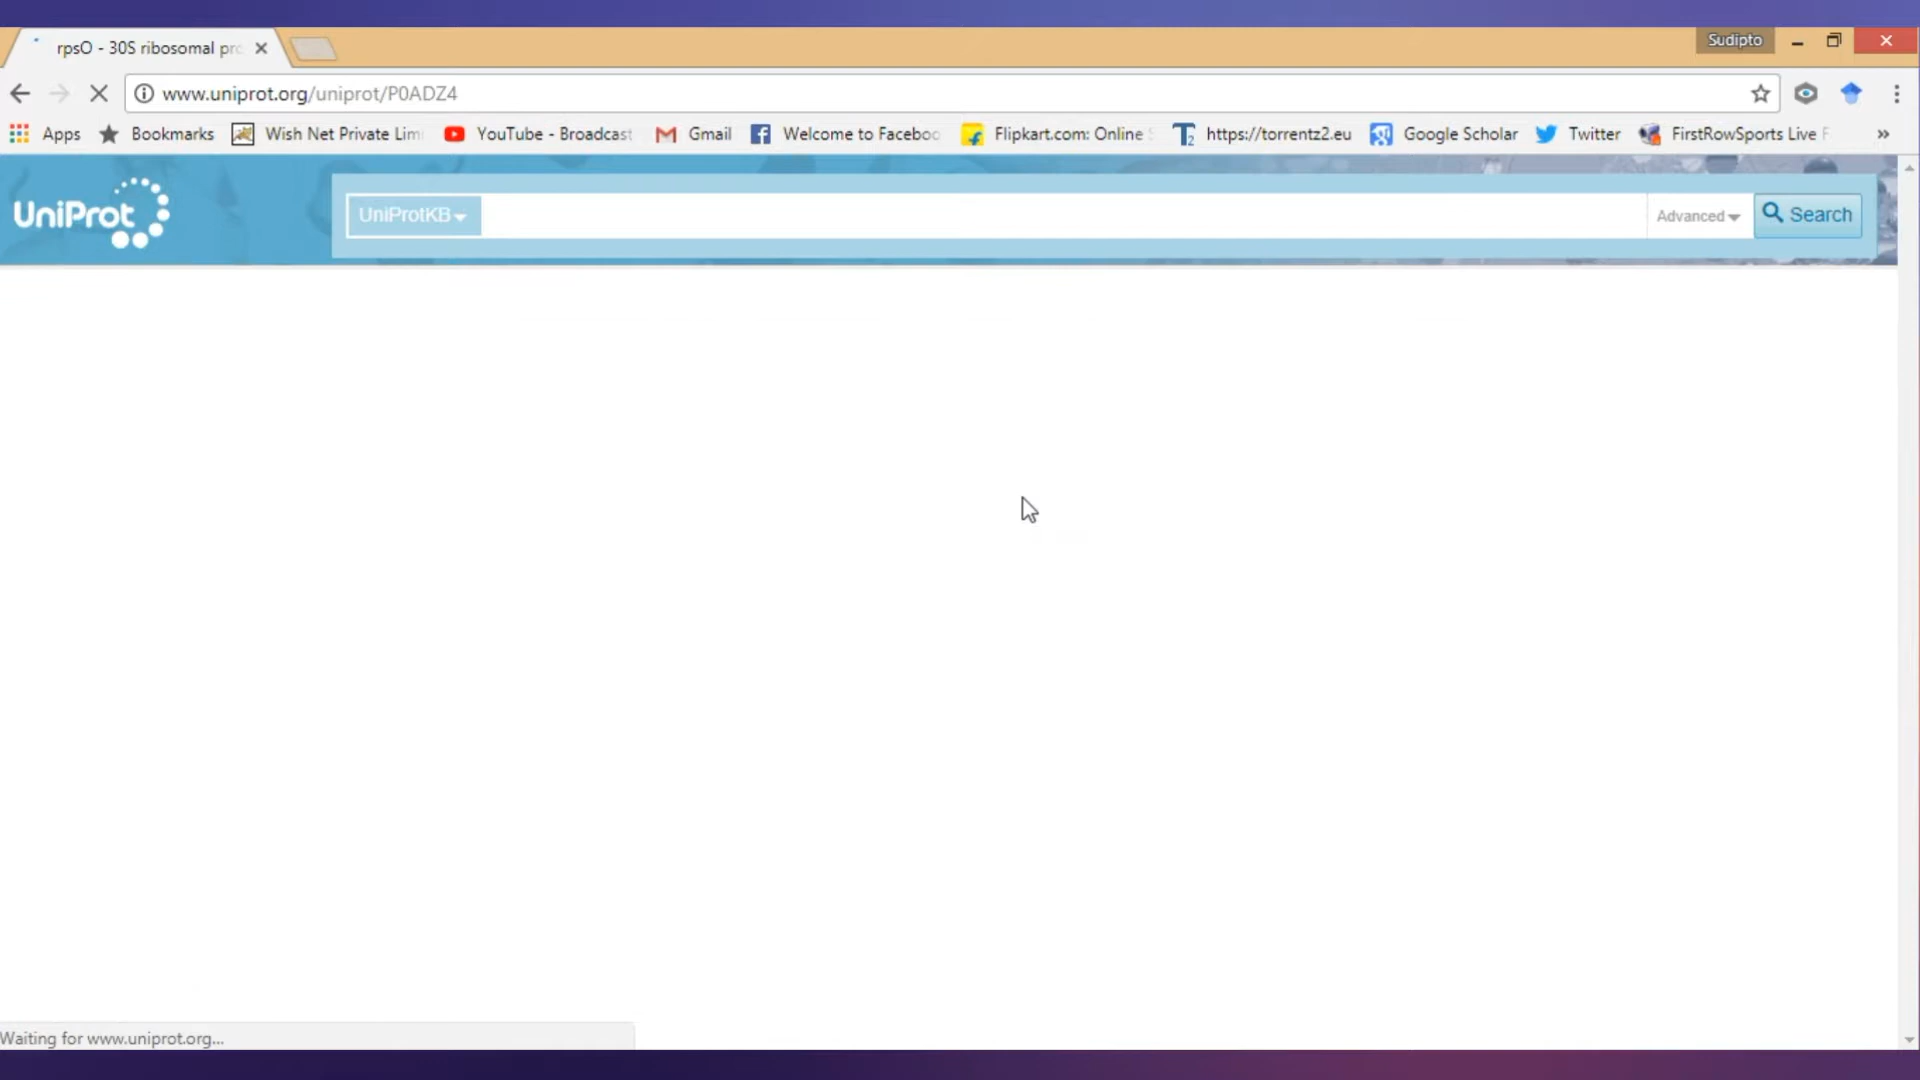 rpsO - 30S ribosomal pro
Sudipto
www.uniprot.org/uniprot/P0ADZ4
Apps Bookmarks Wish Net Private Lim YouTube - Broadcast Gmail Welcome to Faceboo Flipkart.com: Online S https://torrentz2.eu Google Scholar Twitter FirstRowSports Live F »
UniProt UniProtKB Advanced Search
Waiting for www.uniprot.org...